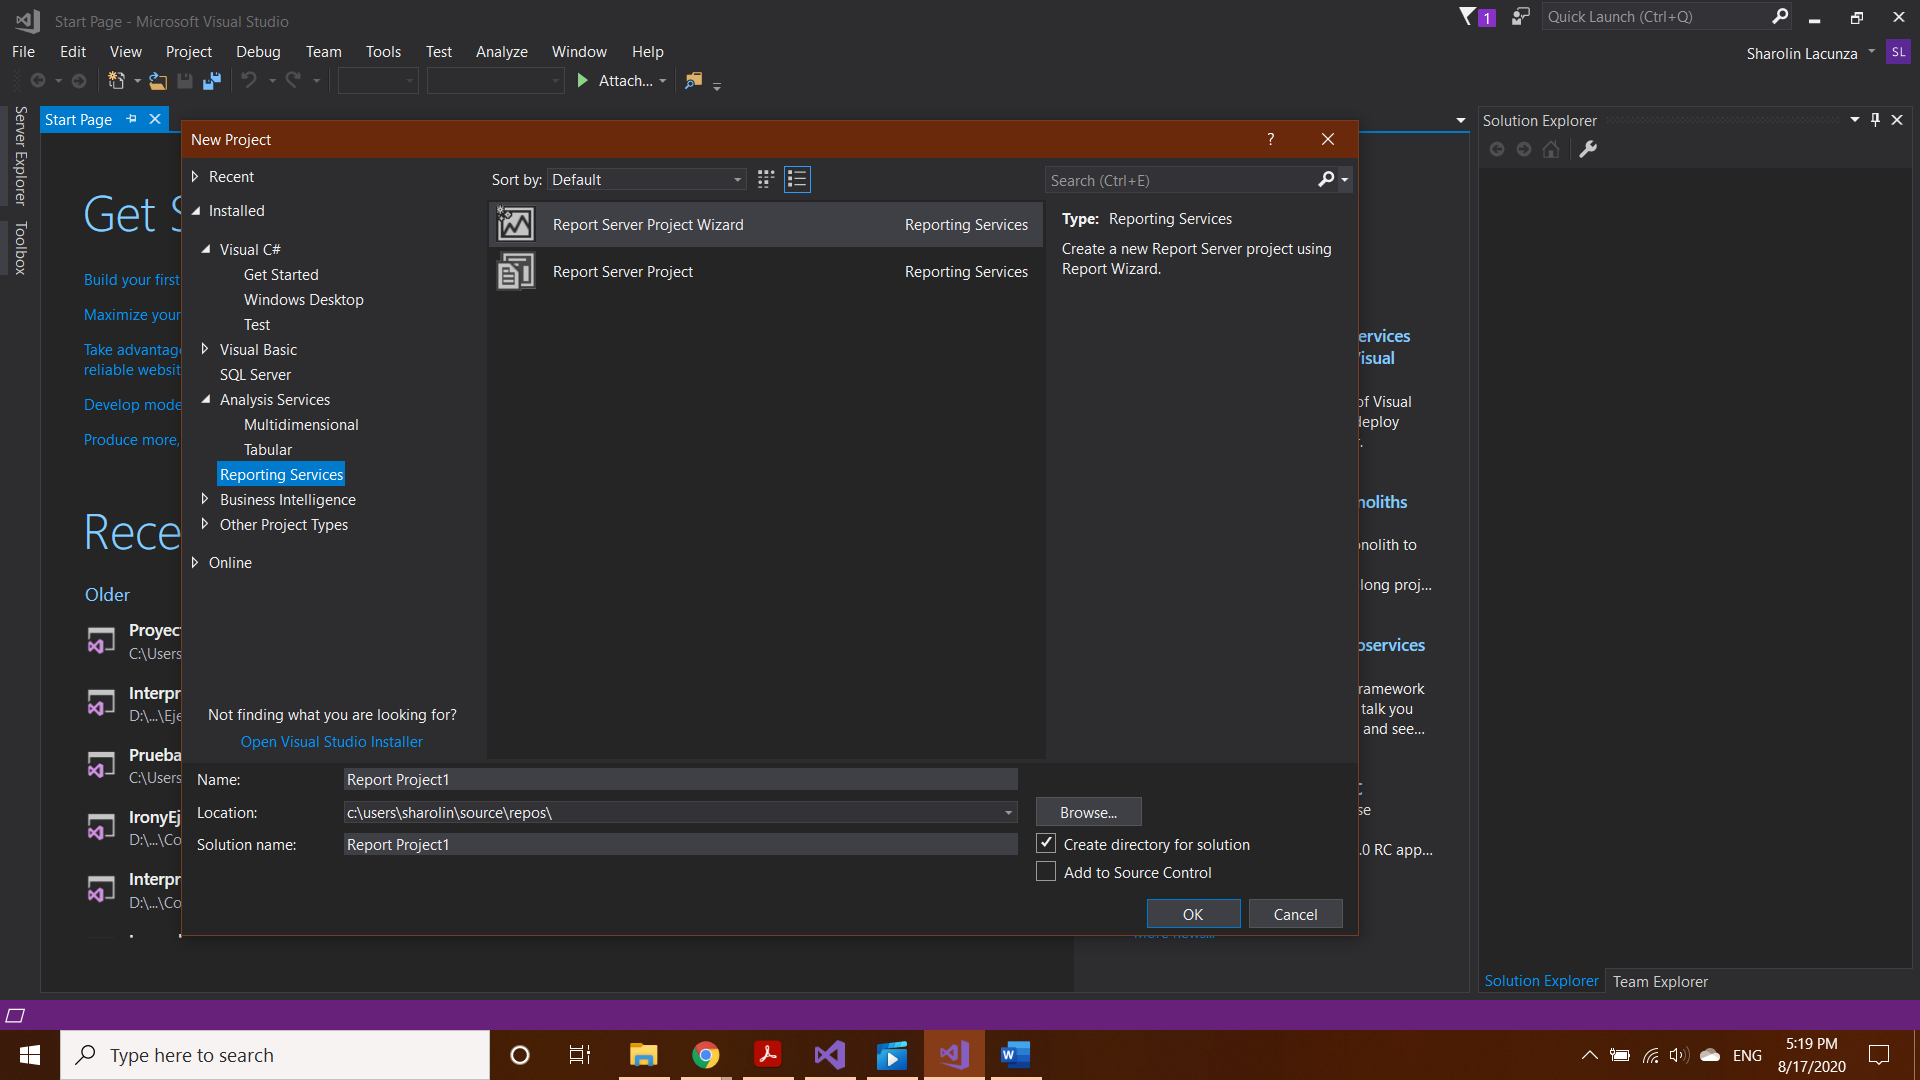 Start Page - Microsoft Visual Studio
1
Quick Launch (Ctrl+Q)
File Edit View Project Debug Team Tools Test Analyze Window Help
Sharolin Lacunza
SL
Attach...
Server Explorer
Toolbox
Start Page
Get S
Build your first
Maximize your
Take advantage
reliable websit
Develop mode
Produce more,
Rece
Older
Proyec
C:\Users
Interpr
D:\...\Eje
Prueba
C:\Users
IronyEj
D:\...\Co
Interpr
D:\...\Co
New Project
?
Recent
Installed
Visual C#
Get Started
Windows Desktop
Test
Visual Basic
SQL Server
Analysis Services
Multidimensional
Tabular
Reporting Services
Business Intelligence
Other Project Types
Online
Not finding what you are looking for?
Open Visual Studio Installer
Sort by: Default
Report Server Project Wizard Reporting Services
Report Server Project Reporting Services
Search (Ctrl+E)
Type: Reporting Services
Create a new Report Server project using
Report Wizard.
Name: Report Project1
Location: c:\users\sharolin\source\repos\
Browse...
Solution name: Report Project1
Create directory for solution
Add to Source Control
OK Cancel
ervices
isual
of Visual
deploy
noliths
nolith to
long proj...
oservices
ramework
talk you
and see...
se
.0 RC app...
Solution Explorer
Solution Explorer Team Explorer
Type here to search
ENG
5:19 PM
8/17/2020